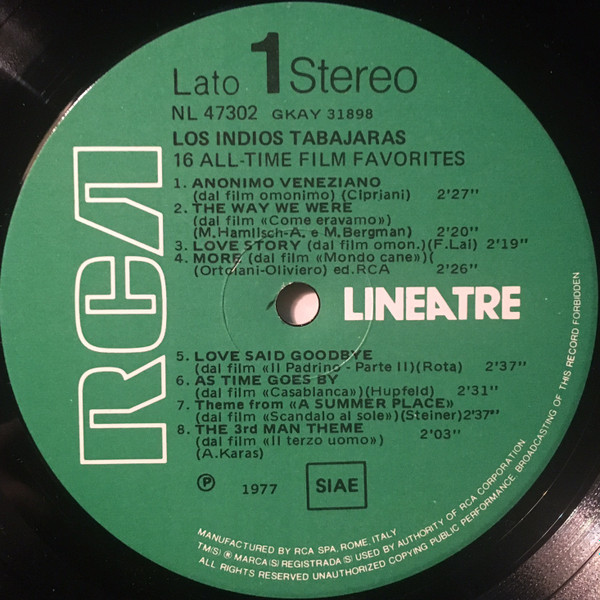 Lato 1 Stereo
NL 47302 GKAY 31898
LOS INDIOS TABAJARAS
16 ALL-TIME FILM FAVORITES
1. ANONIMO VENEZIANO
(dal film omonimo) (Cipriani) 2'27"
2. THE WAY WE WERE
(dal film «Come eravamo»)
(M.Hamlisch-A. e M.Bergman) 2'20"
3. LOVE STORY (dal film omon.)(F.Lai) 2'19"
4. MORE (dal film «Mondo cane»)(
(Ortolani-Oliviero) ed.RCA 2'26"
RCA
LINEATRE
5. LOVE SAID GOODBYE
(dal film «Il Padrino - Parte II)(Rota) 2'37"
6. AS TIME GOES BY
(dal film «Casablanca»)(Hupfeld) 2'31"
7. Theme from «A SUMMER PLACE»
(dal film «Scandalo al sole»)(Steiner)2'37"
8. THE 3rd MAN THEME
(dal film «Il terzo uomo») 2'03"
(A.Karas)
℗ 1977 SIAE
MANUFACTURED BY RCA SPA, ROME, ITALY
TM(S) ® MARCA(S) REGISTRADA(S) USED BY AUTHORITY OF RCA CORPORATION
ALL RIGHTS RESERVED UNAUTHORIZED COPYING PUBLIC PERFORMANCE BROADCASTING OF THIS RECORD FORBIDDEN